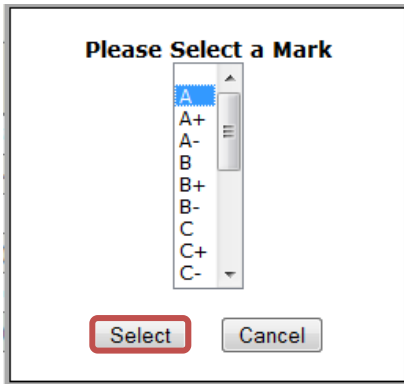 Please Select a Mark
A
A+
A-
B
B+
B-
C
C+
C-
Select Cancel